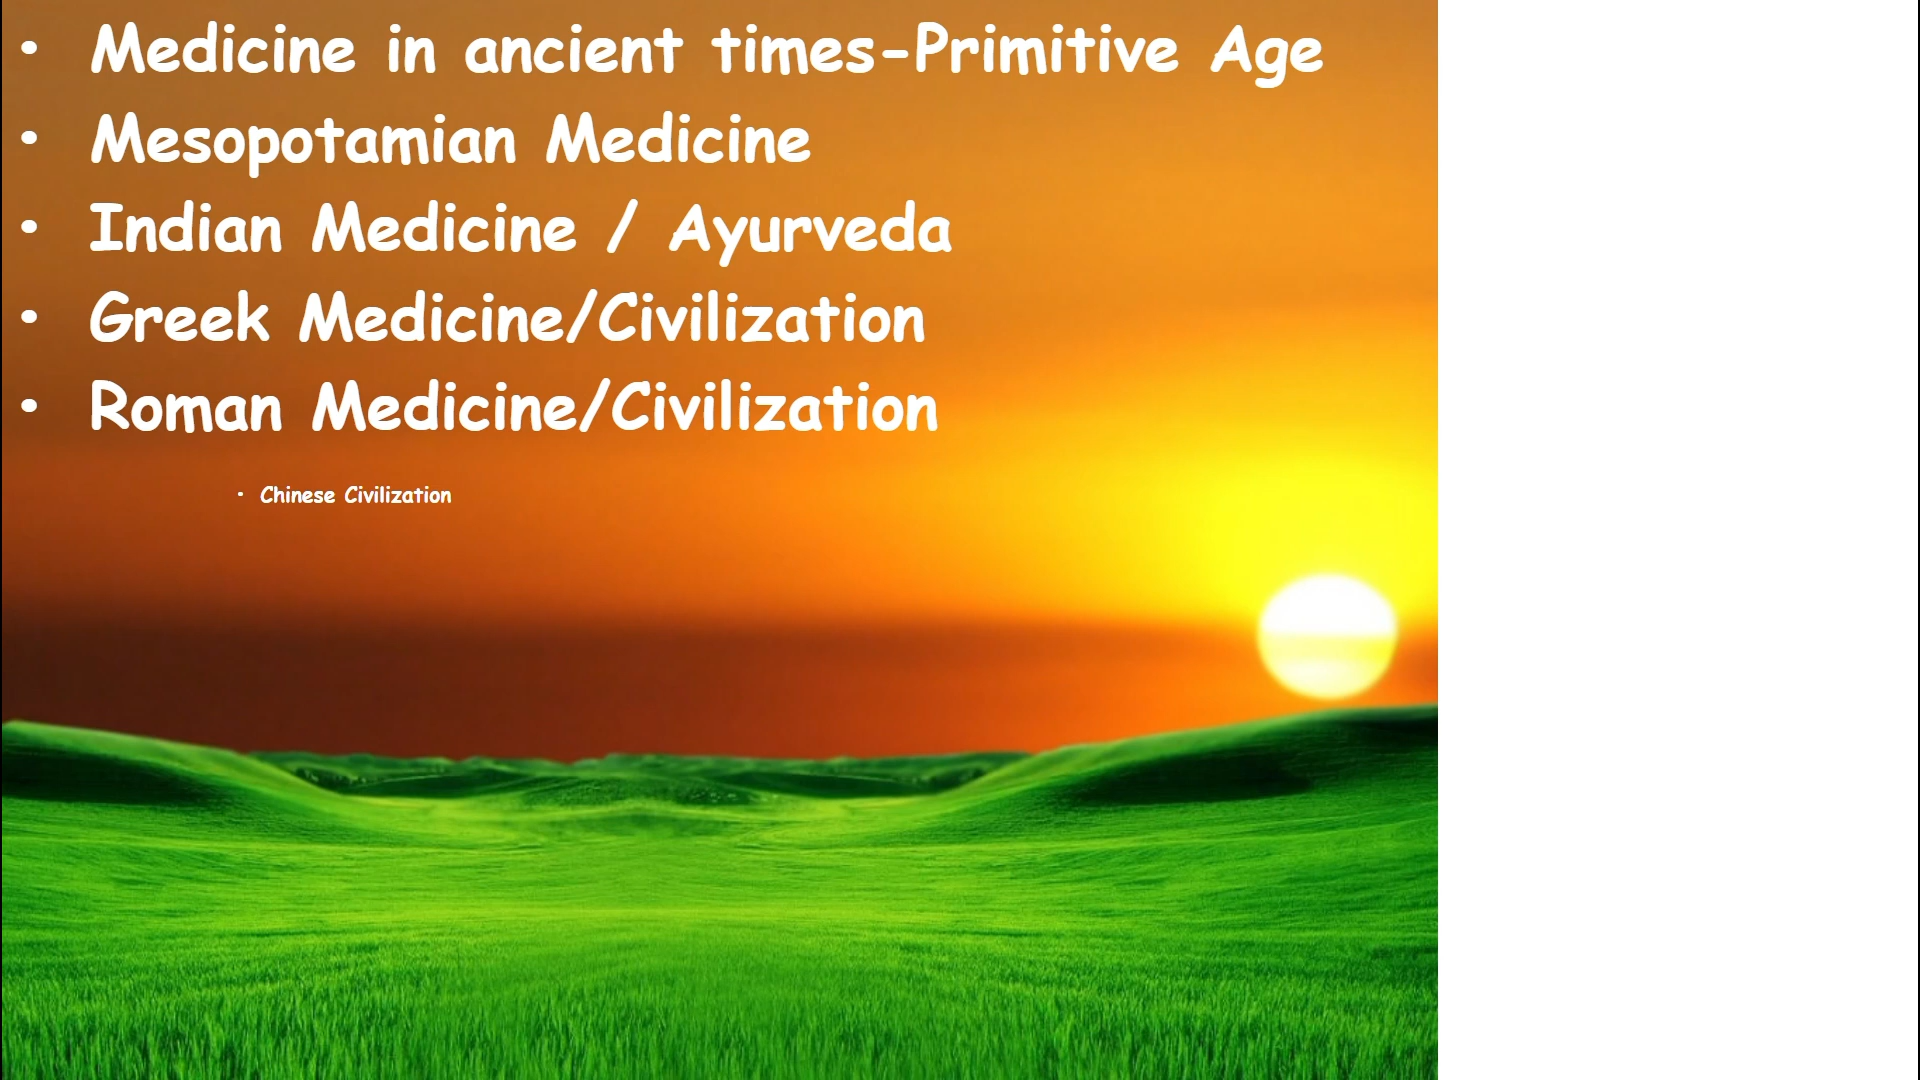 • Medicine in ancient times-Primitive Age
• Mesopotamian Medicine
• Indian Medicine / Ayurveda
• Greek Medicine/Civilization
• Roman Medicine/Civilization
• Chinese Civilization